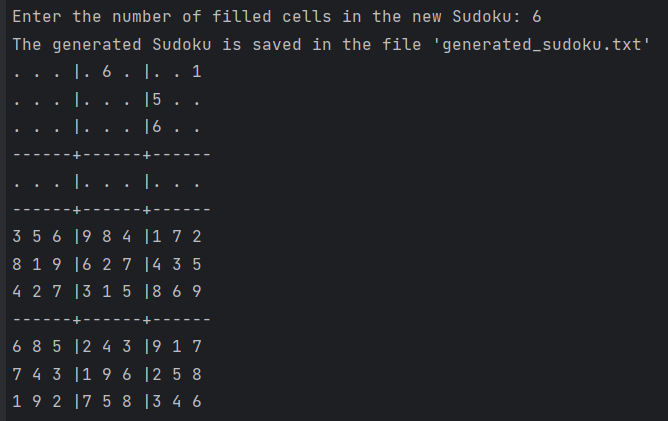 Enter the number of filled cells in the new Sudoku: 6
The generated Sudoku is saved in the file 'generated_sudoku.txt'
. . . |. 6 . |. . 1
. . . |. . . |5 . .
. . . |. . . |6 . .
------+------+------
. . . |. . . |. . .
------+------+------
3 5 6 |9 8 4 |1 7 2
8 1 9 |6 2 7 |4 3 5
4 2 7 |3 1 5 |8 6 9
------+------+------
6 8 5 |2 4 3 |9 1 7
7 4 3 |1 9 6 |2 5 8
1 9 2 |7 5 8 |3 4 6